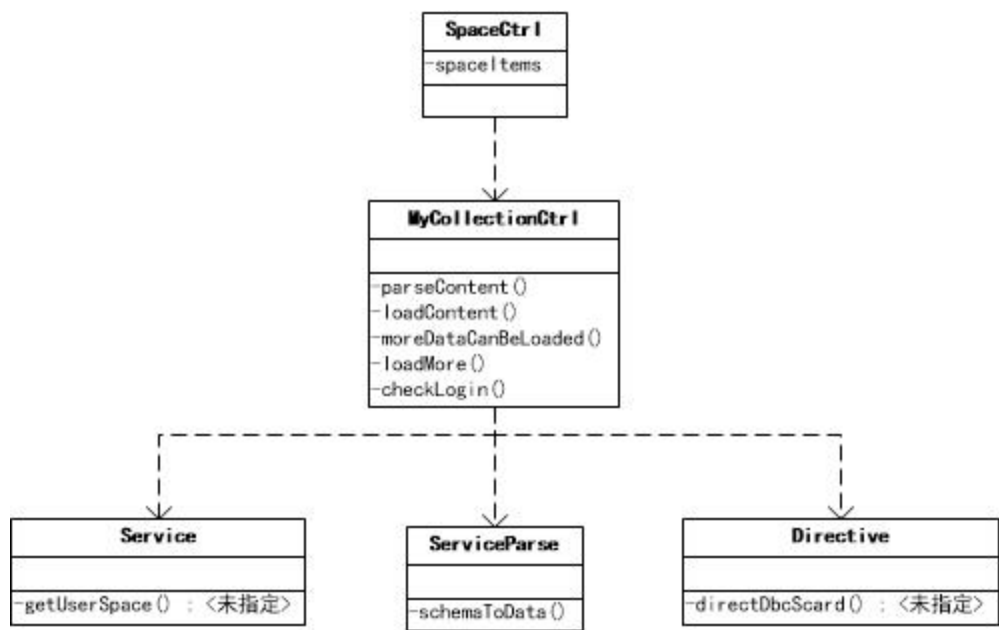 SpaceCtrl
-spaceItems
MyCollectionCtrl
-parseContent()
-loadContent()
-moreDataCanBeLoaded()
-loadMore()
-checkLogin()
Service
-getUserSpace() : <未指定>
ServiceParse
-schemaToData()
Directive
-directDbcScard() : <未指定>